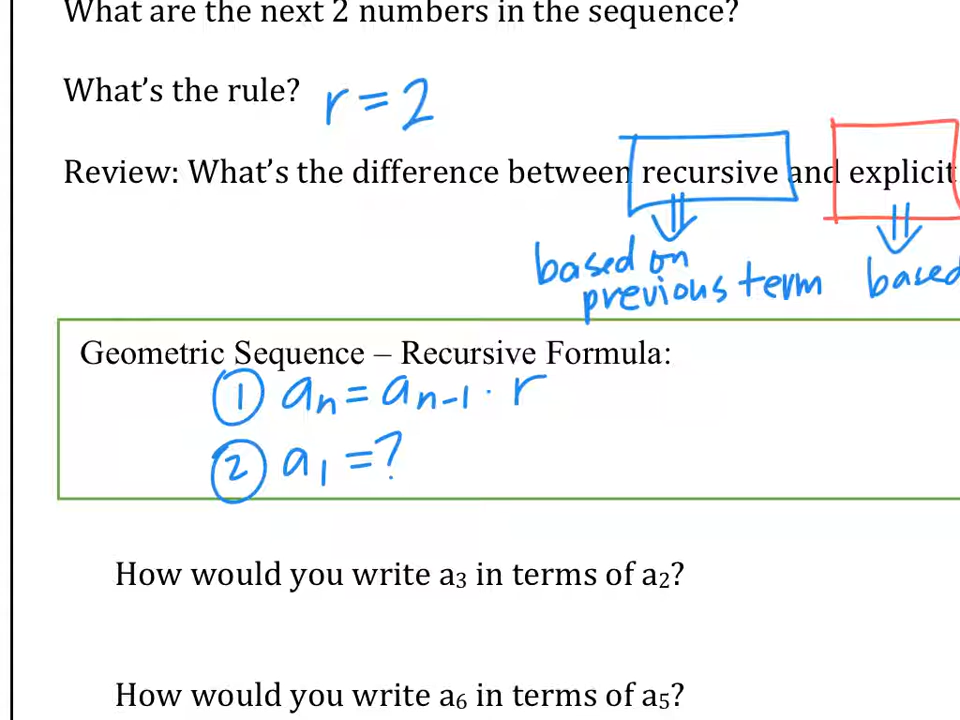 What are the next 2 numbers in the sequence?
What's the rule? r = 2
Review: What's the difference between recursive and explicit
based on
previous term
based
Geometric Sequence – Recursive Formula:
① aₙ = aₙ₋₁ · r
② a₁ = ?
How would you write a₃ in terms of a₂?
How would you write a₆ in terms of a₅?